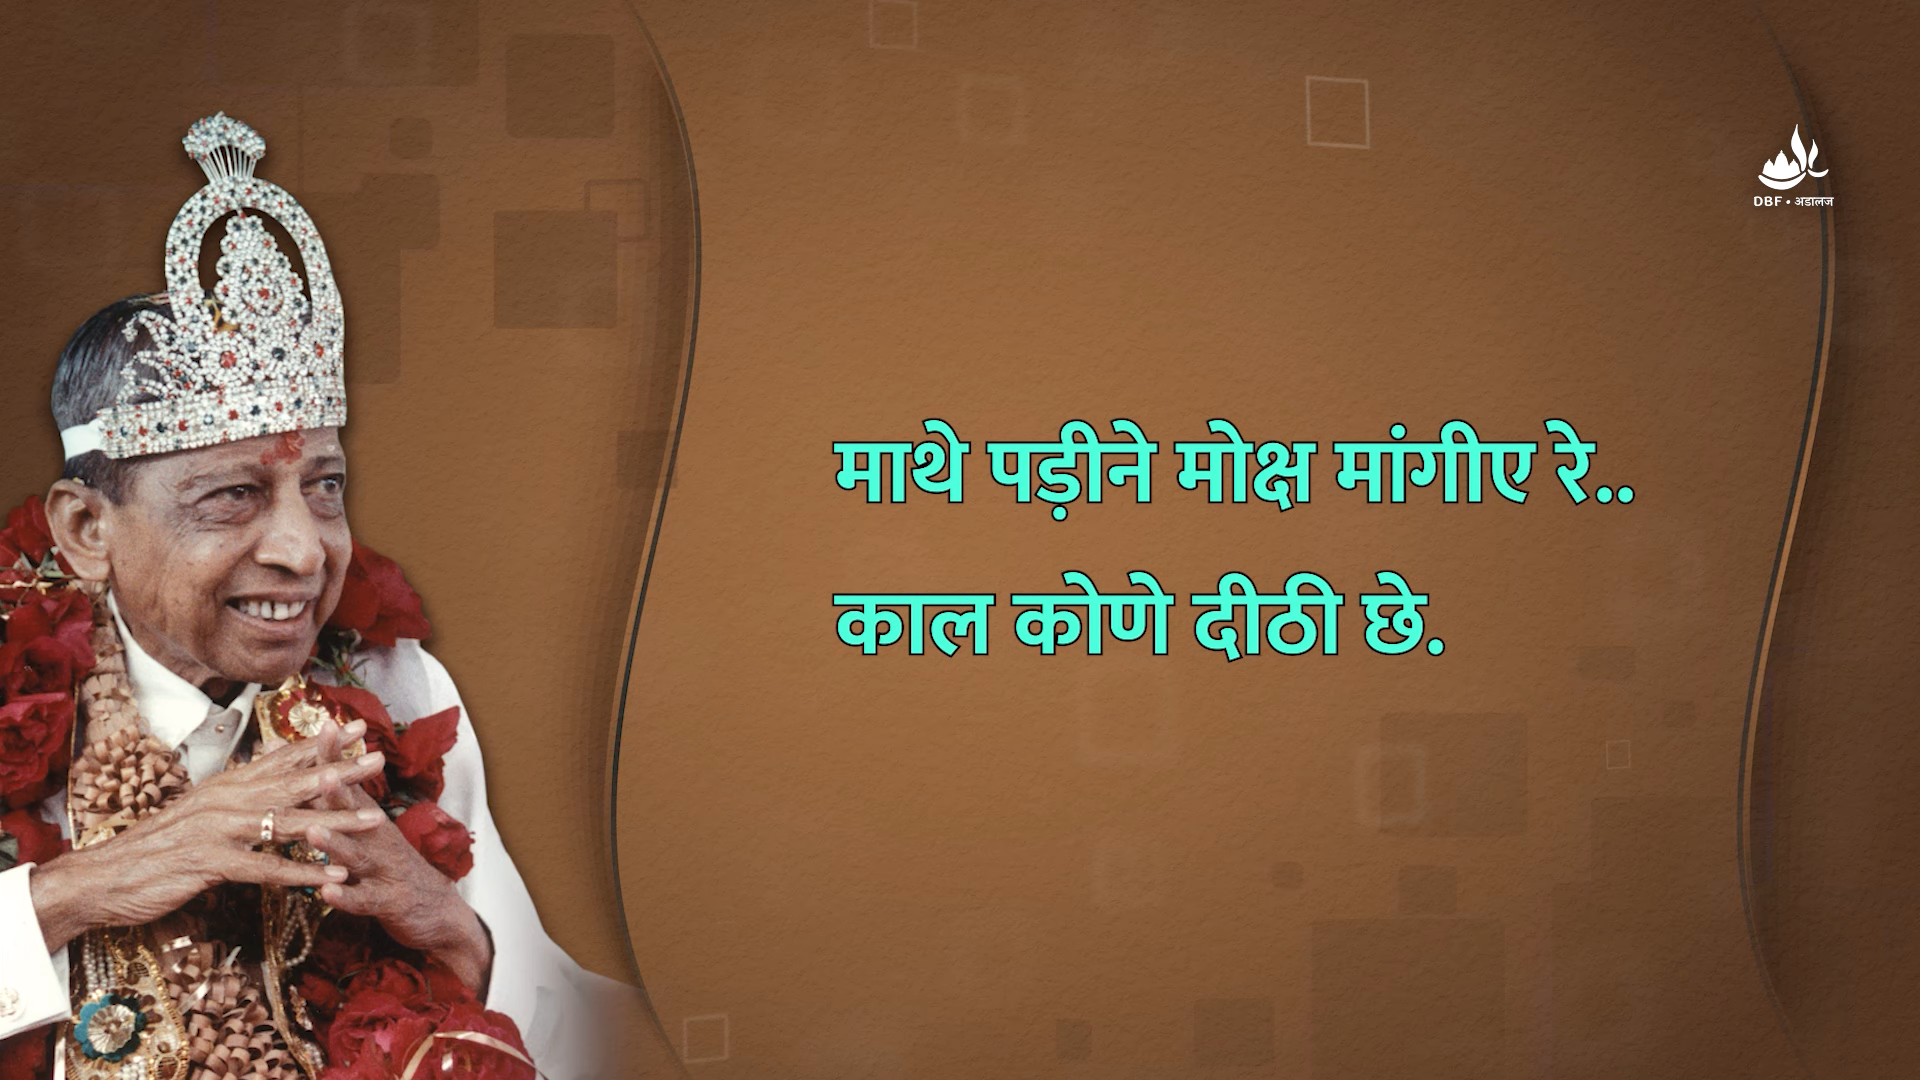 DBF • अडालज
माथे पड़ीने मोक्ष मांगीए रे..
काल कोणे दीठी छे.